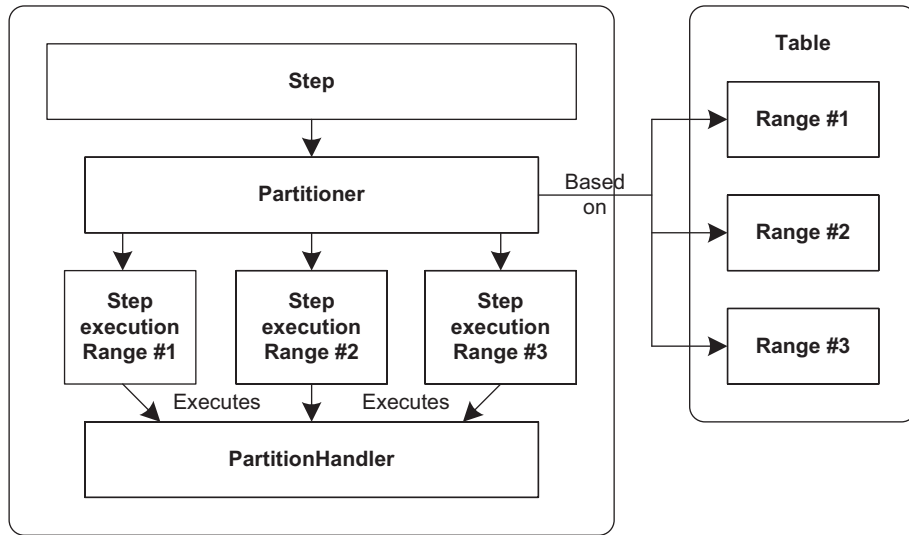 Step
Partitioner
Based
on
Step
execution
Range #1
Step
execution
Range #2
Step
execution
Range #3
Executes
Executes
PartitionHandler
Table
Range #1
Range #2
Range #3